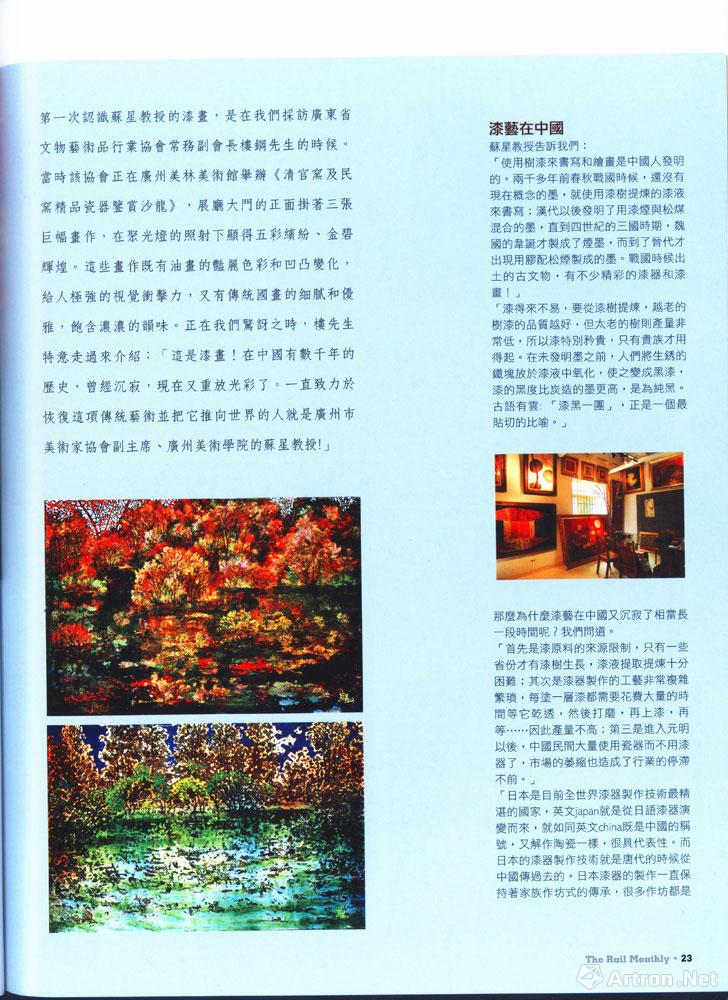 第一次認識蘇星教授的漆畫，是在我們採訪廣東省
文物藝術品行業協會常務副會長樓鋼先生的時候。
當時該協會正在廣州美林美術館舉辦《清官窯及民
窯精品瓷器鑒賞沙龍》，展廳大門的正面掛著三張
巨幅畫作，在聚光燈的照射下顯得五彩繽紛、金碧
輝煌。這些畫作既有油畫的豔麗色彩和凹凸變化，
給人極強的視覺衝擊力，又有傳統國畫的細膩和優
雅，飽含濃濃的韻味。正在我們驚訝之時，樓先生
特意走過來介紹：「這是漆畫！在中國有數千年的
歷史，曾經沉寂，現在又重放光彩了。一直致力於
恢復這項傳統藝術並把它推向世界的人就是廣州市
美術家協會副主席、廣州美術學院的蘇星教授！」
漆藝在中國
蘇星教授告訴我們：
「使用樹漆來書寫和繪畫是中國人發明
的。兩千多年前春秋戰國時候，還沒有
現在概念的墨，就使用漆樹提煉的漆液
來書寫；漢代以後發明了用漆煙與松煤
混合的墨，直到四世紀的三國時期，魏
國的韋誕才製成了煙墨，而到了晉代才
出現用膠配松煙製成的墨。戰國時候出
土的古文物，有不少精彩的漆器和漆
畫！」
「漆得來不易，要從漆樹提煉，越老的
樹漆的品質越好，但太老的樹則產量非
常低，所以漆特別矜貴，只有貴族才用
得起。在未發明墨之前，人們將生銹的
鐵塊放於漆液中氧化，使之變成黑漆，
漆的黑度比炭造的墨更高，是為純黑。
古語有雲：「漆黑一團」，正是一個最
貼切的比喻。」
那麼為什麼漆藝在中國又沉寂了相當長
一段時間呢？我們問道。
「首先是漆原料的來源限制，只有一些
省份才有漆樹生長，漆液提取提煉十分
困難；其次是漆器製作的工藝非常複雜
繁瑣，每塗一層漆都需要花費大量的時
間等它乾透，然後打磨，再上漆，再
等……因此產量不高；第三是進入元明
以後，中國民間大量使用瓷器而不用漆
器了，市場的萎縮也造成了行業的停滯
不前。」
「日本是目前全世界漆器製作技術最精
湛的國家，英文japan就是從日語漆器演
變而來，就如同英文china既是中國的稱
號，又解作陶瓷一樣，很具代表性。而
日本的漆器製作技術就是唐代的時候從
中國傳過去的。日本漆器的製作一直保
持著家族作坊式的傳承，很多作坊都是
The Rail Monthly • 23
Artron.Net